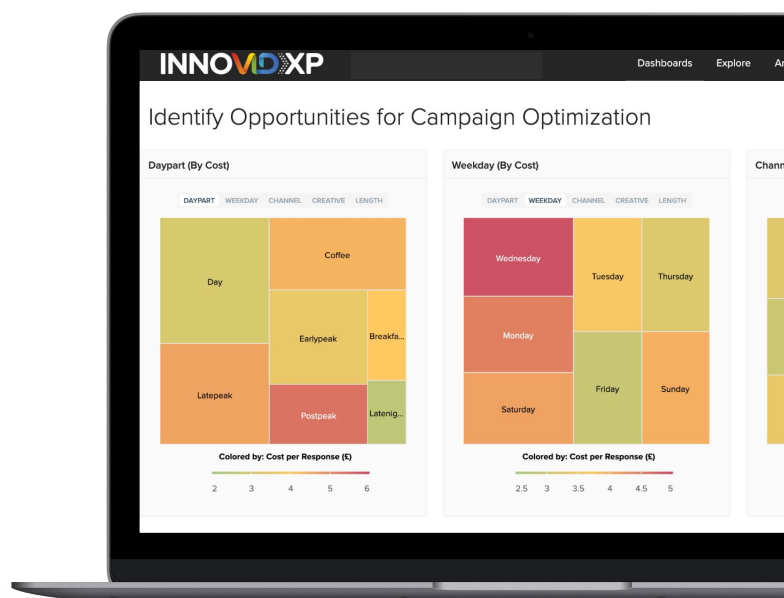 INNOVIDXP
Dashboards Explore
Identify Opportunities for Campaign Optimization
Daypart (By Cost)
DAYPART WEEKDAY CHANNEL CREATIVE LENGTH
Day
Coffee
Earlypeak
Breakfa...
Latepeak
Postpeak
Latenig...
Colored by: Cost per Response (£)
2 3 4 5 6
Weekday (By Cost)
DAYPART WEEKDAY CHANNEL CREATIVE LENGTH
Wednesday
Tuesday
Thursday
Monday
Saturday
Friday
Sunday
Colored by: Cost per Response (£)
2.5 3 3.5 4 4.5 5